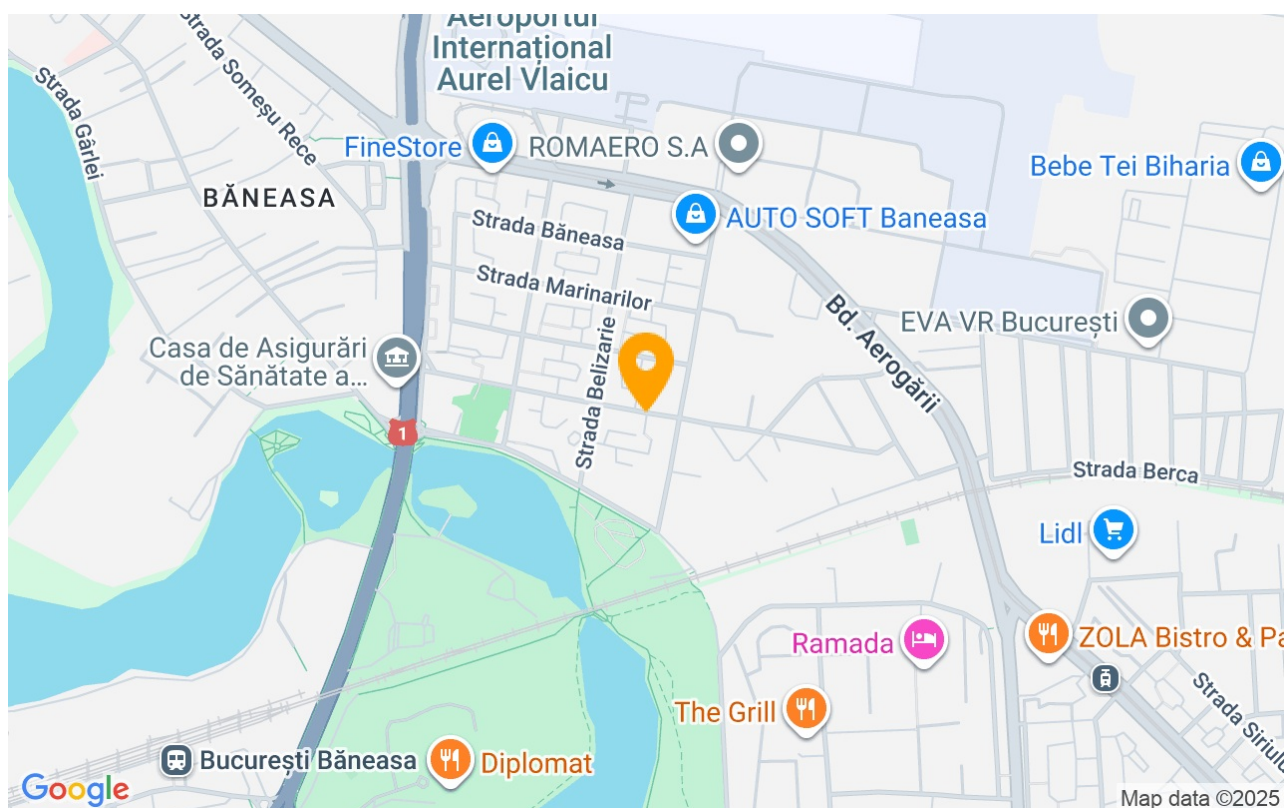 Aeroportul
Internațional
Aurel Vlaicu
Strada Someșu Rece
Strada Gârlei
FineStore
ROMAERO S.A
Bebe Tei Biharia
BĂNEASA
Strada Băneasa
AUTO SOFT Baneasa
Strada Marinarilor
Bd. Aerogării
EVA VR București
Casa de Asigurări
de Sănătate a...
Strada Belizarie
1
Strada Berca
Lidl
Ramada
ZOLA Bistro & Pa
The Grill
Strada Siriulu
București Băneasa
Diplomat
Google
Map data ©2025